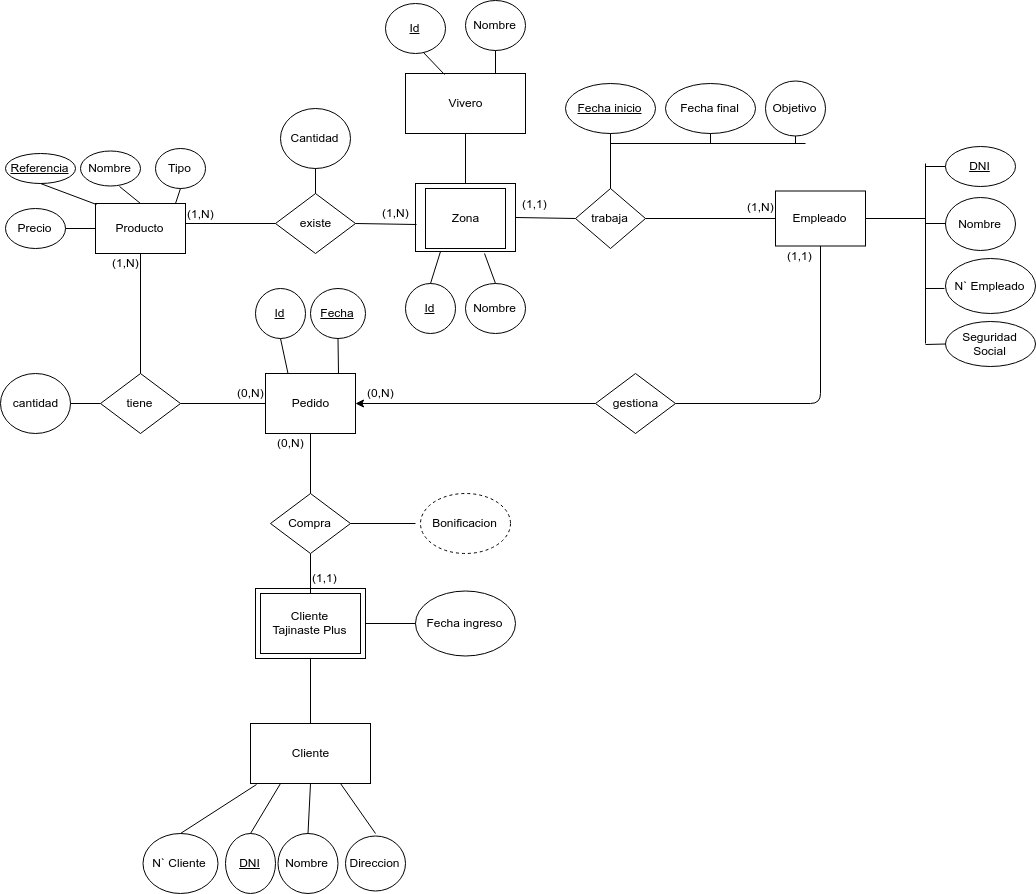 Id
Nombre
Vivero
Fecha inicio
Fecha final
Objetivo
Cantidad
Referencia
Nombre
Tipo
DNI
Precio
Producto
(1,N)
existe
(1,N)
Zona
(1,1)
trabaja
(1,N)
Empleado
Nombre
(1,N)
(1,1)
N` Empleado
Id
Fecha
Id
Nombre
Seguridad
Social
cantidad
tiene
(0,N)
Pedido
(0,N)
gestiona
(0,N)
Compra
Bonificacion
(1,1)
Cliente
Tajinaste Plus
Fecha ingreso
Cliente
N` Cliente
DNI
Nombre
Direccion